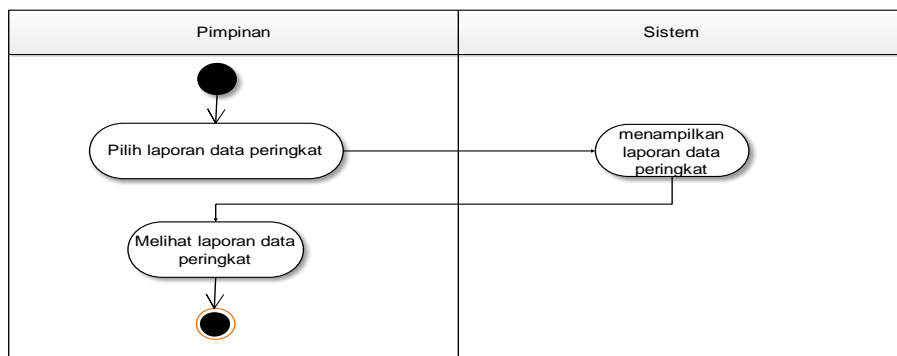 Pimpinan
Sistem
Pilih laporan data peringkat
menampilkan
laporan data
peringkat
Melihat laporan data
peringkat